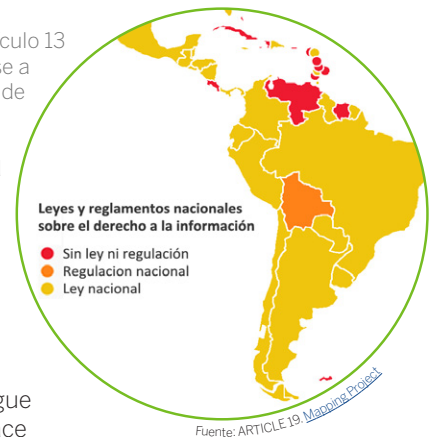 culo 13
se a
de
Leyes y reglamentos nacionales
sobre el derecho a la información
Sin ley ni regulación
Regulacion nacional
Ley nacional
gue
Fuente: ARTICLE 19. Mapping Project